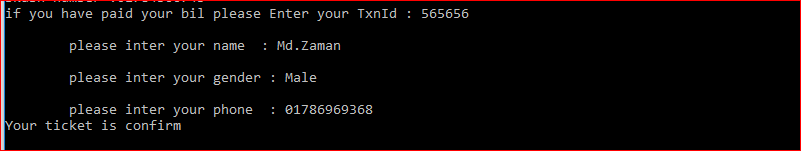 if you have paid your bil please Enter your TxnId : 565656
please inter your name : Md.Zaman
please inter your gender : Male
please inter your phone : 01786969368
Your ticket is confirm